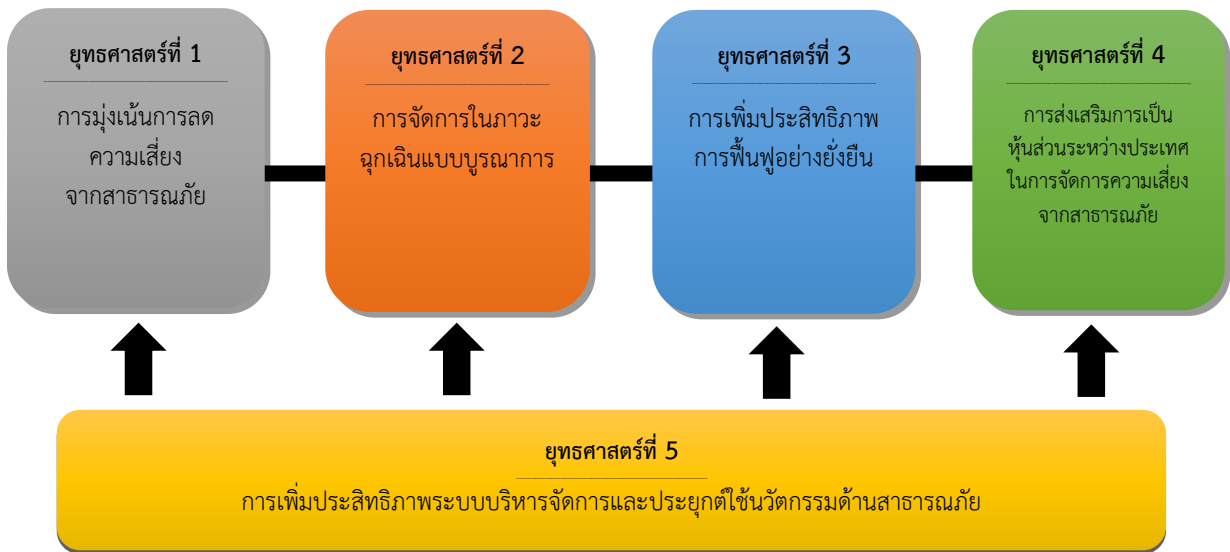 ยุทธศาสตร์ที่ 1
การมุ่งเน้นการลด
ความเสี่ยง
จากสาธารณภัย
ยุทธศาสตร์ที่ 2
การจัดการในภาวะ
ฉุกเฉินแบบบูรณาการ
ยุทธศาสตร์ที่ 3
การเพิ่มประสิทธิภาพ
การฟื้นฟูอย่างยั่งยืน
ยุทธศาสตร์ที่ 4
การส่งเสริมการเป็น
หุ้นส่วนระหว่างประเทศ
ในการจัดการความเสี่ยง
จากสาธารณภัย
ยุทธศาสตร์ที่ 5
การเพิ่มประสิทธิภาพระบบบริหารจัดการและประยุกต์ใช้นวัตกรรมด้านสาธารณภัย